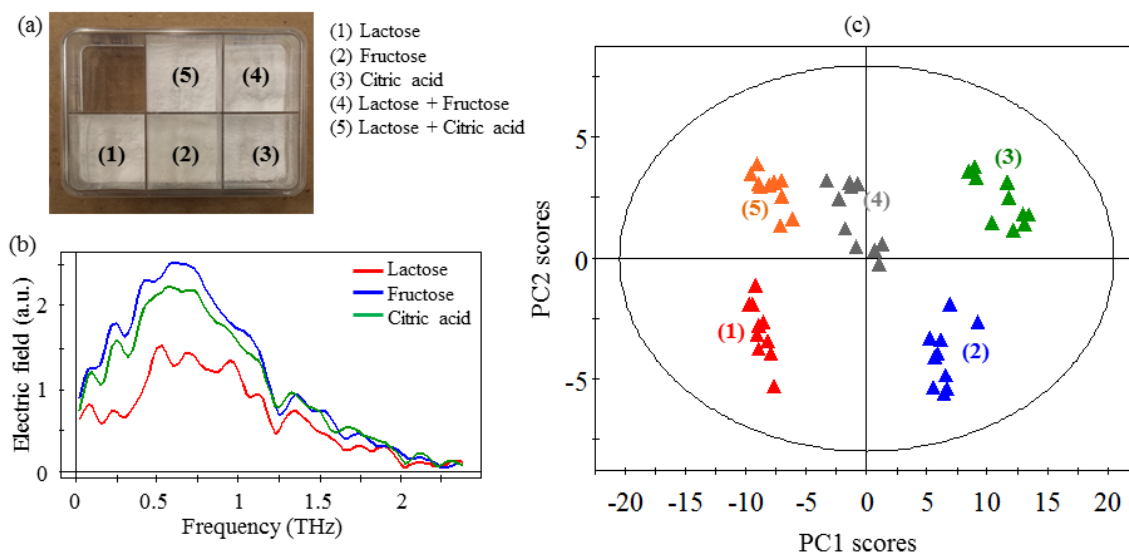 (a)
(5) (4)
(1) (2) (3)
(1) Lactose
(2) Fructose
(3) Citric acid
(4) Lactose + Fructose
(5) Lactose + Citric acid
(b)
Electric field (a.u.)
2
1
0
Lactose
Fructose
Citric acid
0 0.5 1 1.5 2
Frequency (THz)
(c)
PC2 scores
5
0
-5
(3)
(4)
(5)
(1)
(2)
-20 -15 -10 -5 0 5 10 15 20
PC1 scores